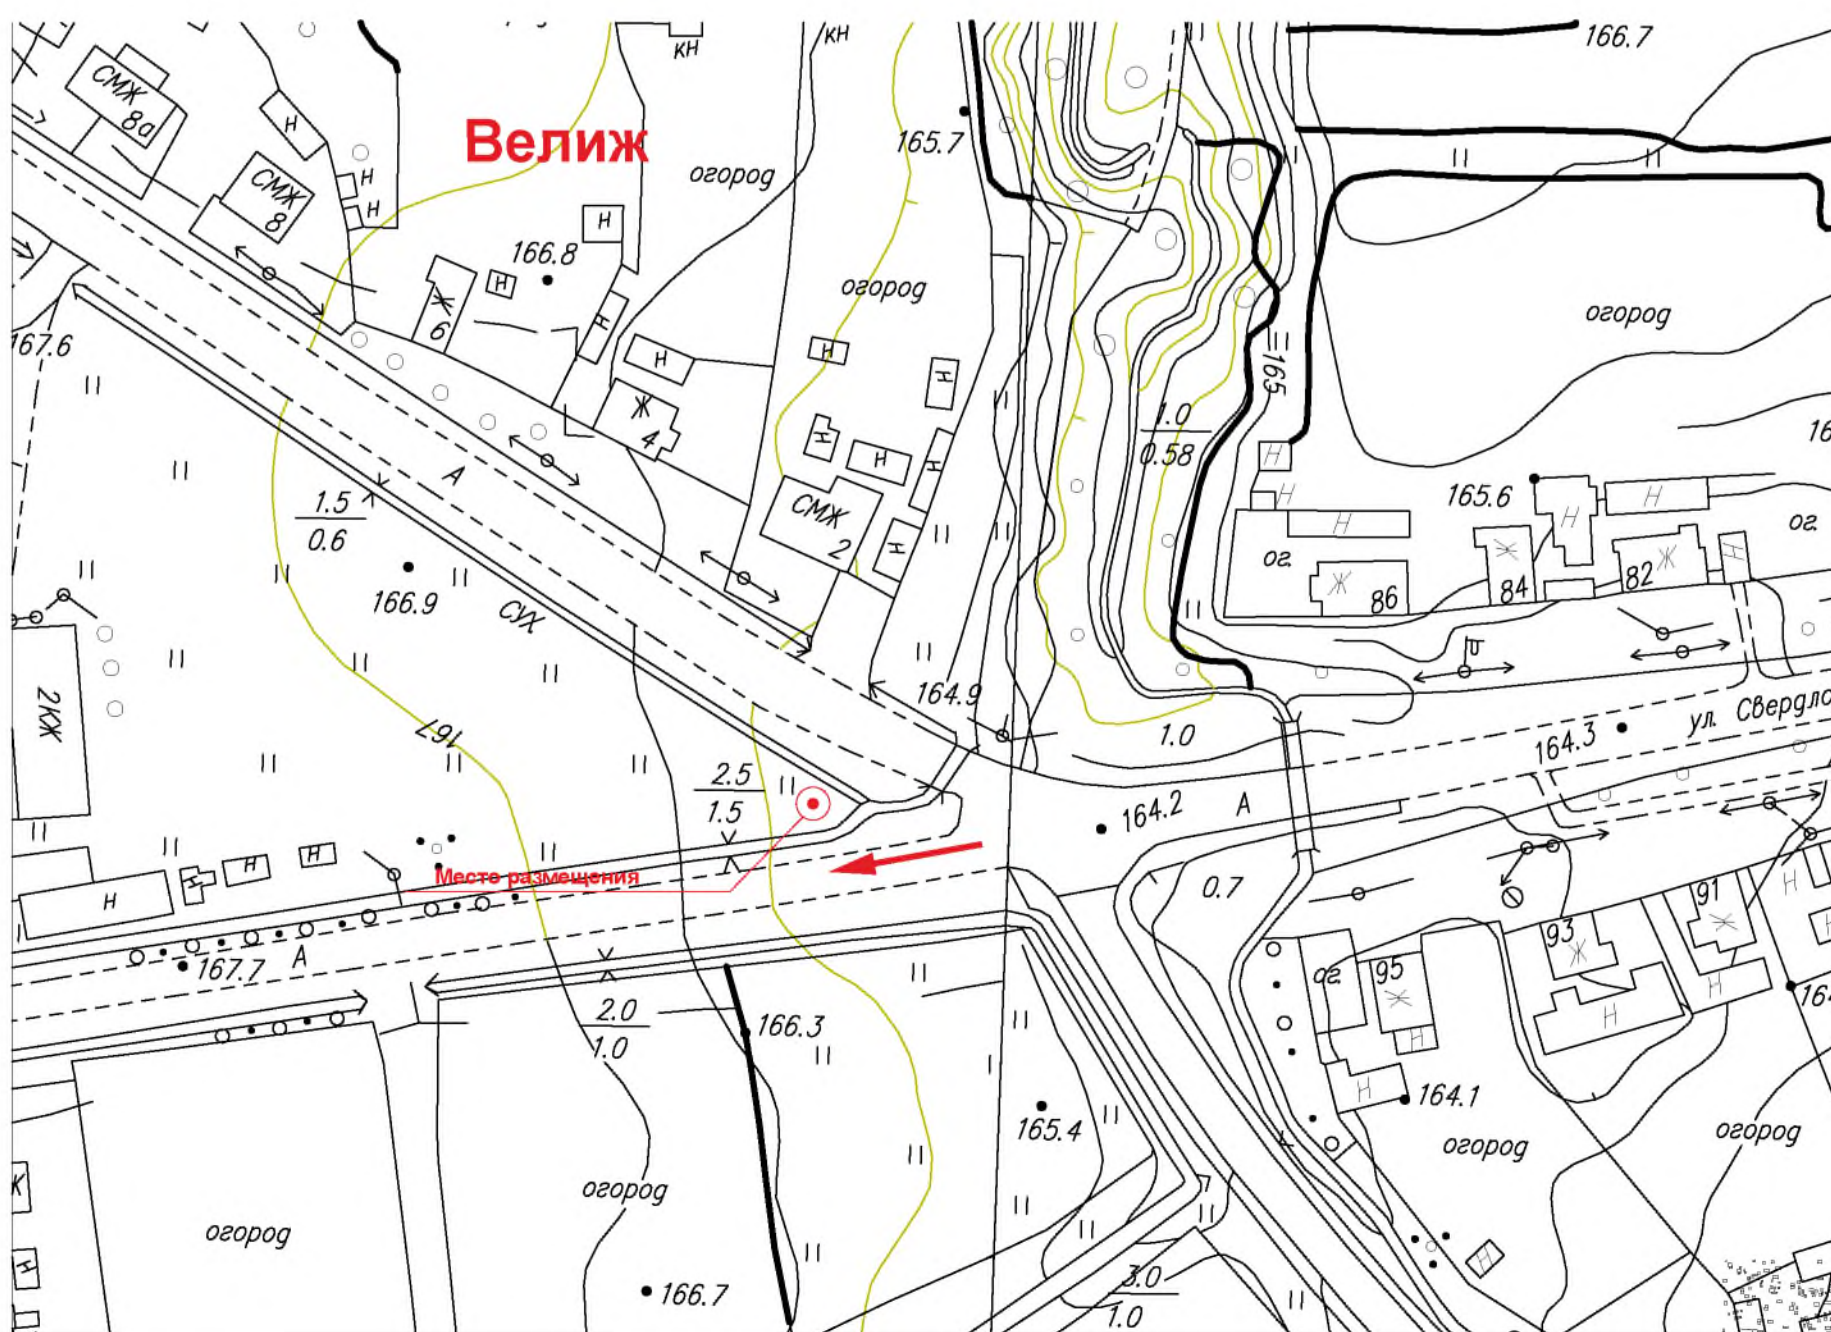 166.7
КН
КН
СМЖ
8а
Н
Велиж
165.7
огород
СМЖ
8
Н
Н
Н
166.8
Н
Ж
6
огород
огород
Н
167.6
Н
Н
Н
Ж
4
≡165
1.0
0.58
А
Н
Н
Н
СМЖ
2
Н
1.5
0.6
Н
Н
165.6
Н
Н
ог.
Н
ог.
Ж
Ж
Н
Ж
86
84
82
166.9
сух
2КЖ
164.9
167
1.0
164.3
ул. Свердло
2.5
1.5
164.2
А
Н
Н
Н
Н
Место размещения
0.7
Н
91
Ж
93
Ж
Н
167.7
А
ог.
95
Ж
Н
Н
Н
2.0
1.0
166.3
164.1
Н
165.4
огород
огород
огород
огород
К
Н
Н
166.7
3.0
1.0